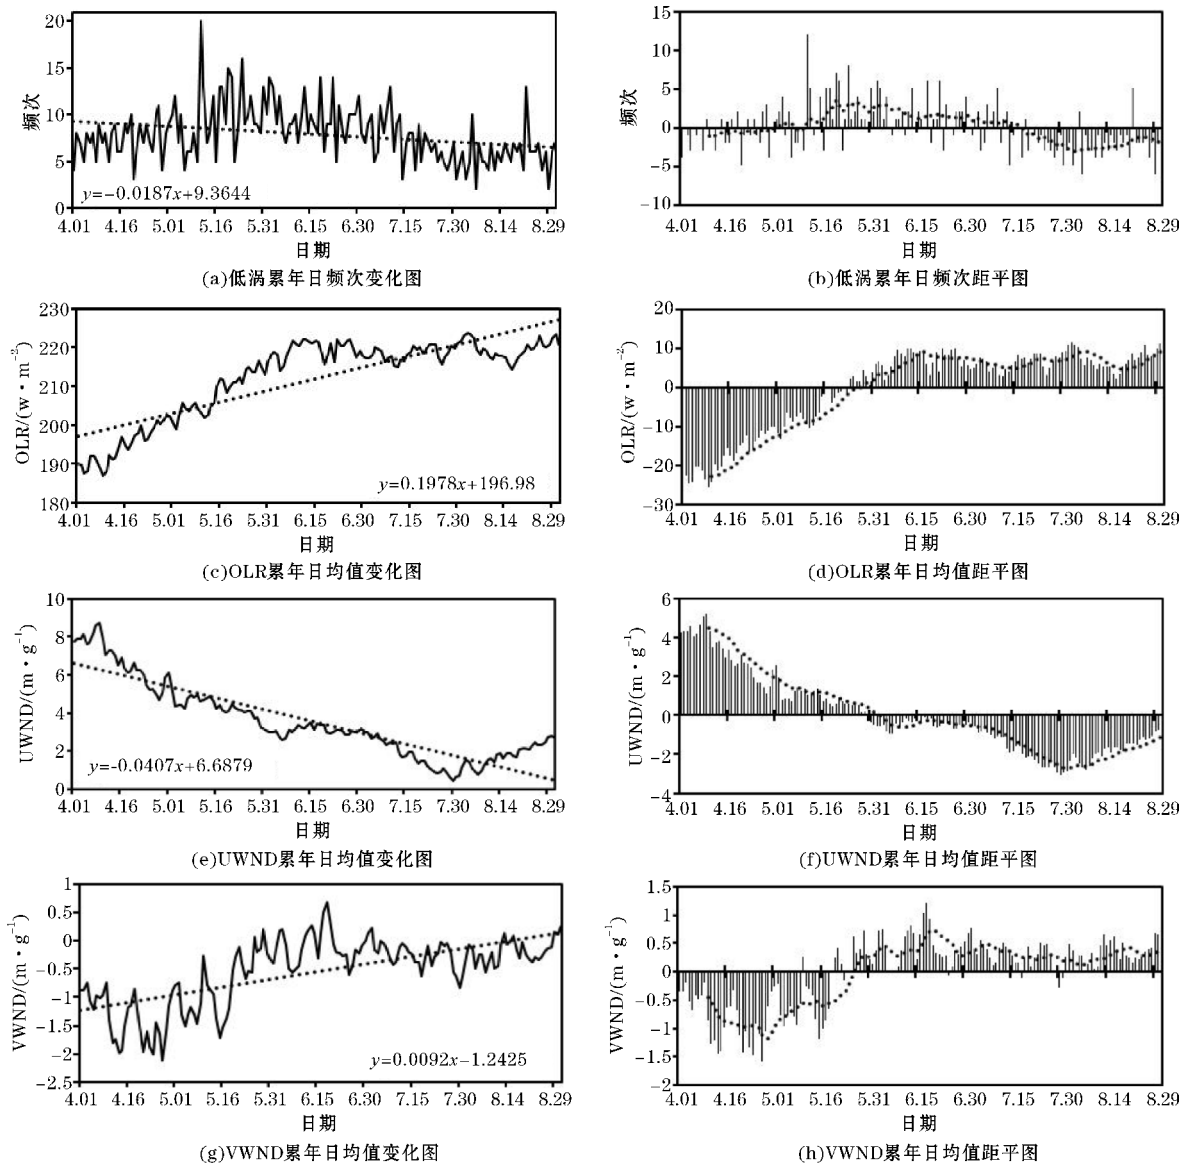 20
15
10
5
0
频次
y=−0.0187x+9.3644
4.01 4.16 5.01 5.16 5.31 6.15 6.30 7.15 7.30 8.14 8.29
日期
(a)低涡累年日频次变化图
15
10
5
0
−5
−10
频次
4.01 4.16 5.01 5.16 5.31 6.15 6.30 7.15 7.30 8.14 8.29
日期
(b)低涡累年日频次距平图
230
220
210
200
190
180
OLR/(w·m⁻²)
y=0.1978x+196.98
4.01 4.16 5.01 5.16 5.31 6.15 6.30 7.15 7.30 8.14 8.29
日期
(c)OLR累年日均值变化图
20
10
0
−10
−20
−30
OLR/(w·m⁻²)
4.01 4.16 5.01 5.16 5.31 6.15 6.30 7.15 7.30 8.14 8.29
日期
(d)OLR累年日均值距平图
10
8
6
4
2
0
UWND/(m·g⁻¹)
y=-0.0407x+6.6879
4.01 4.16 5.01 5.16 5.31 6.15 6.30 7.15 7.30 8.14 8.29
日期
(e)UWND累年日均值变化图
6
4
2
0
−2
−4
UWND/(m·g⁻¹)
4.01 4.16 5.01 5.16 5.31 6.15 6.30 7.15 7.30 8.14 8.29
日期
(f)UWND累年日均值距平图
1
0.5
0
−0.5
−1
−1.5
−2
−2.5
VWND/(m·g⁻¹)
y=0.0092x−1.2425
4.01 4.16 5.01 5.16 5.31 6.15 6.30 7.15 7.30 8.14 8.29
日期
(g)VWND累年日均值变化图
1.5
1
0.5
0
−0.5
−1
−1.5
−2
VWND/(m·g⁻¹)
4.01 4.16 5.01 5.16 5.31 6.15 6.30 7.15 7.30 8.14 8.29
日期
(h)VWND累年日均值距平图